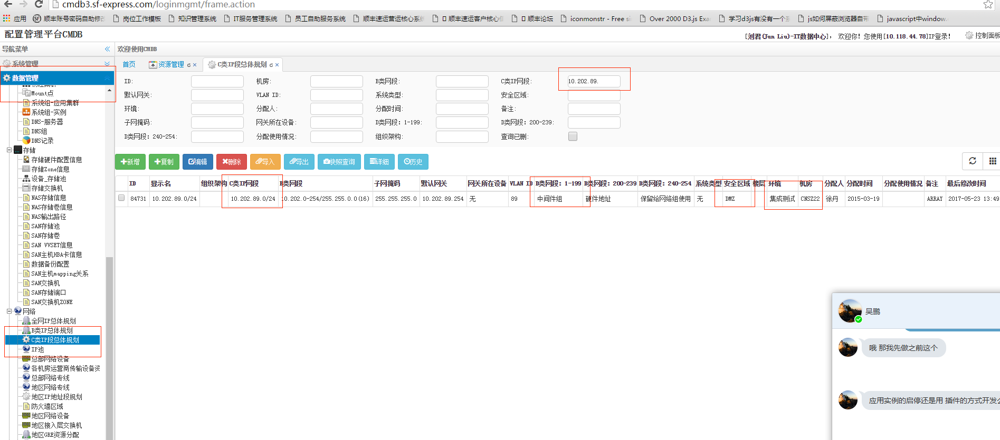 cmdb3.sf-express.com/loginmgmt/frame.action
应用 顺丰账号密码自助修 岗位工作模板 知识管理系统 IT服务管理系统 员工自助服务系统 顺丰速运营运核心系 顺丰速运客户核心信 顺丰论坛 iconmonstr - Free si Over 2000 D3.js Exa 学习d3js有没有一个 js如何屏蔽浏览器自带 javascript中window.
配置管理平台CMDB
[刘君(Jun Liu)-IT数据中心], 欢迎你! 您使用[10.118.44.78]IP登录! 控制面板
导航菜单
欢迎使用CMDB
系统管理
数据管理
Mount点
系统组-应用集群
系统组-实例
DNS-服务器
DNS组
DNS记录
存储
存储硬件配置信息
存储Zone信息
设备_存储池
存储交换机
NAS存储信息
NAS存储卷信息
NAS输出路径
SAN存储池
SAN存储卷
SAN VVSET信息
SAN主机HBA卡信息
数据备份配置
SAN主机mapping关系
SAN交换机
SAN存储端口
SAN交换机ZONE
网络
全网IP总体规划
B类IP总体规划
C类IP段总体规划
IP池
总部网络设备
各机房运营商传输设备资
总部网络专线
地区网络专线
地区IP地址段规划
防火墙区域
地区网络设备
地区接入层交换机
地区GRE资源分配
首页 资源管理 C类IP段总体规划
ID: 机房: B类网段: C类IP网段: 10.202.89.
默认网关: VLAN ID: 系统类型: 安全区域:
环境: 分配人: 分配时间: 备注:
子网掩码: 网关所在设备: D类网段: 1-199: D类网段: 200-239:
D类网段: 240-254: 分配使用情况: 组织架构: 查询已删:
新增 复制 编辑 删除 导入 导出 快照查询 详细 历史
ID 显示名 组织架构 C类IP网段 B类网段 子网掩码 默认网关 网关所在设备 VLAN ID D类网段: 1-199 D类网段: 200-239 D类网段: 240-254 系统类型 安全区域 楼层 环境 机房 分配人 分配时间 分配使用情况 备注 最后修改时间
84731 10.202.89.0/24 10.202.89.0/24 10.202.0-254/255.255.0.0(16) 255.255.255.0 10.202.89.254 无 89 中间件组 硬件地址 保留给网络组使用 无 DMZ 集成测试 CNSZ22 徐丹 2015-03-19 ARRAY 2017-05-23 13:49
吴鹏
哦 那我先做之前这个
应用实例的启停还是用 插件的方式开发么